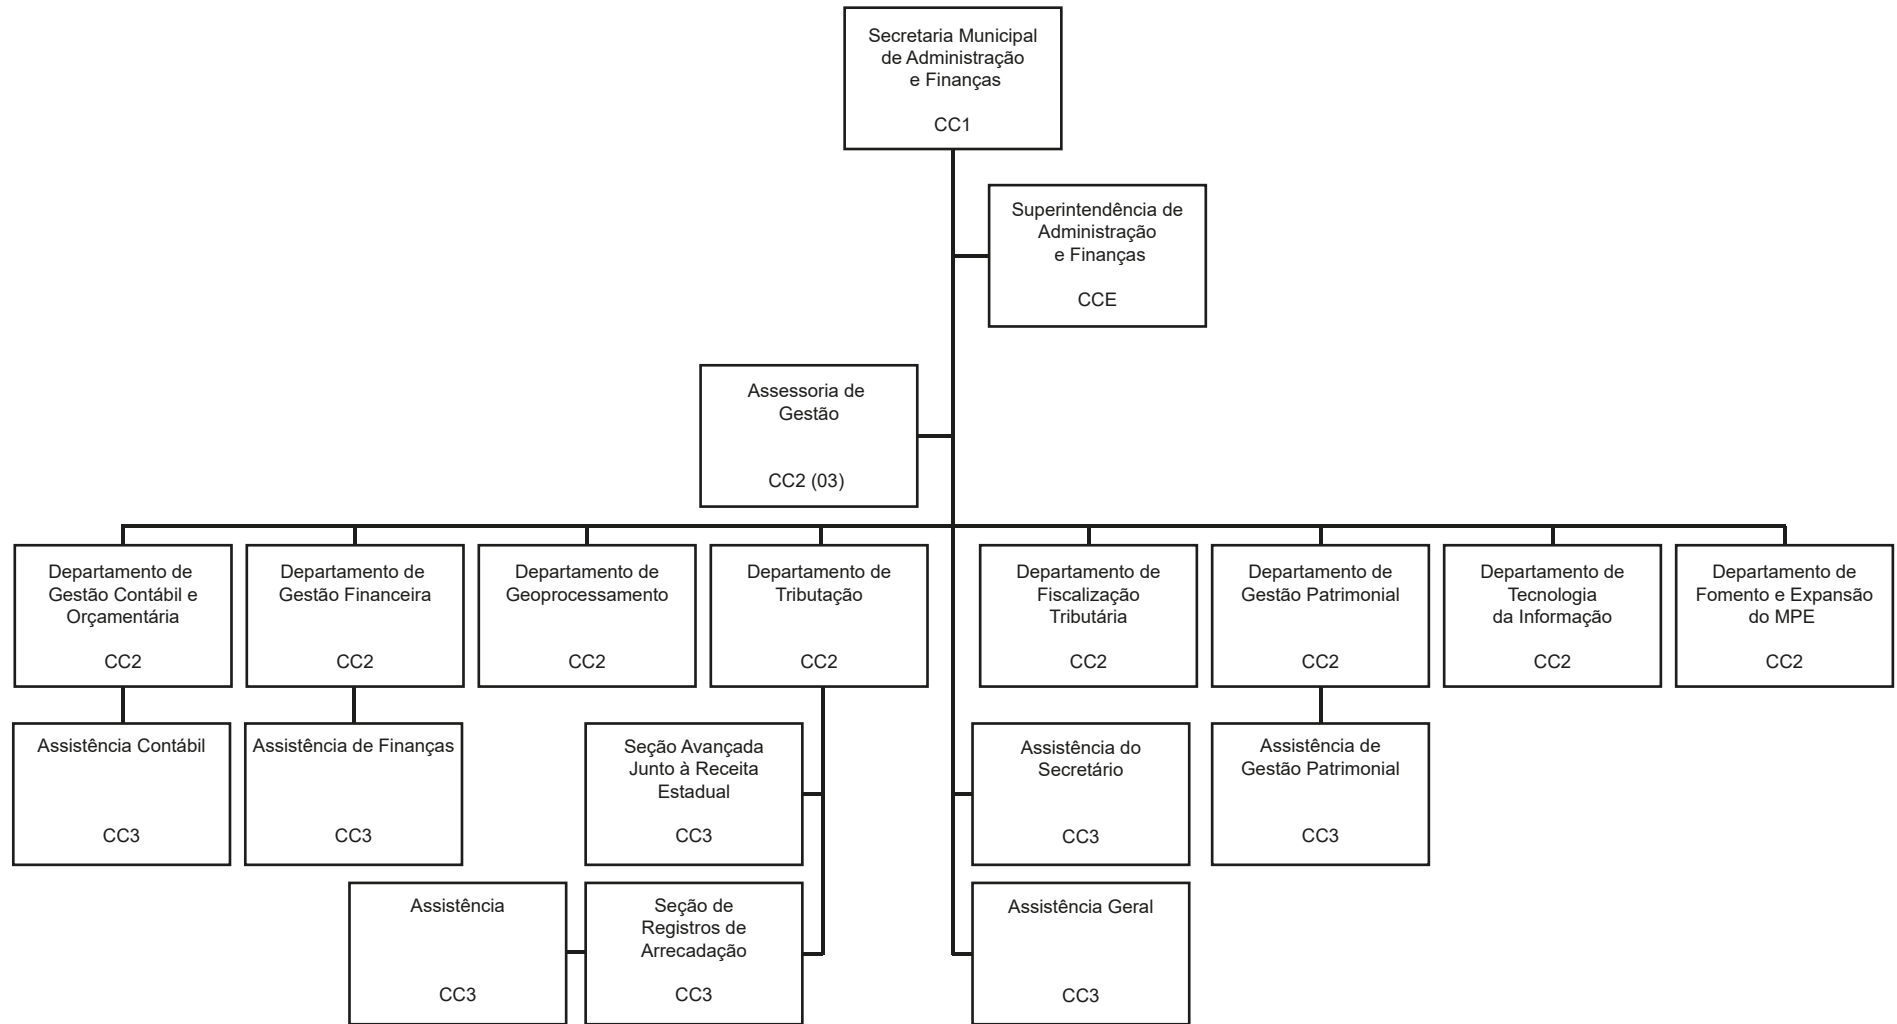 Secretaria Municipal
de Administração
e Finanças
CC1
Superintendência de
Administração
e Finanças
CCE
Assessoria de
Gestão
CC2 (03)
Departamento de
Gestão Contábil e
Orçamentária
CC2
Departamento de
Gestão Financeira
CC2
Departamento de
Geoprocessamento
CC2
Departamento de
Tributação
CC2
Departamento de
Fiscalização
Tributária
CC2
Departamento de
Gestão Patrimonial
CC2
Departamento de
Tecnologia
da Informação
CC2
Departamento de
Fomento e Expansão
do MPE
CC2
Assistência Contábil
CC3
Assistência de Finanças
CC3
Seção Avançada
Junto à Receita
Estadual
CC3
Assistência do
Secretário
CC3
Assistência de
Gestão Patrimonial
CC3
Assistência
CC3
Seção de
Registros de
Arrecadação
CC3
Assistência Geral
CC3